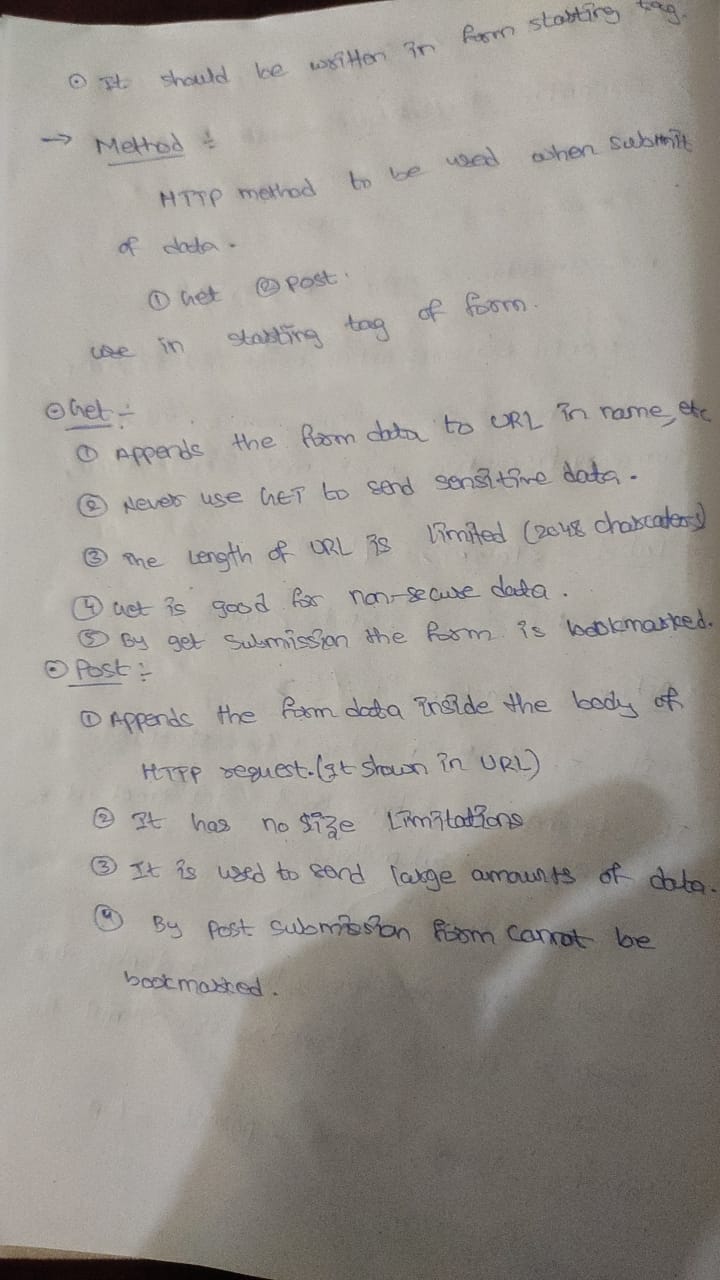 ⊙ It should be written in form starting tag.
→ Method ÷
HTTP method to be used when submit
of data.
① Get ② post.
use in starting tag of form.
⊙ Get ÷
① Appends the form data to URL in name, etc
② Never use GET to send sensitive data.
③ The Length of URL is limited (2048 characaters)
④ Get is good for non-secure data.
⑤ By get submission the form is bookmarked.
⊙ Post ÷
① Appends the form data inside the body of
HTTP request. (It shown in URL)
② It has no size Limitations
③ It is used to send large amounts of data.
④ By Post submission form cannot be
bookmarked.